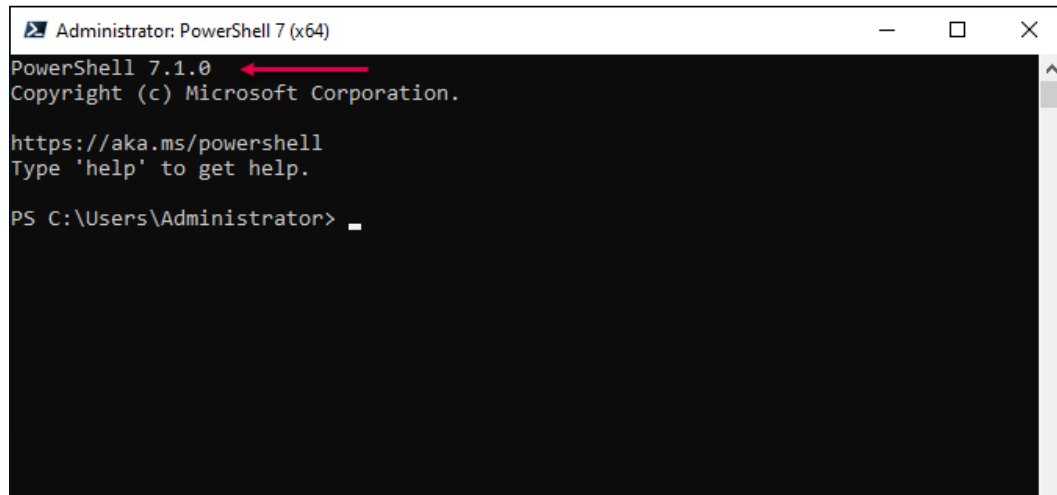 Administrator: PowerShell 7 (x64)
PowerShell 7.1.0
Copyright (c) Microsoft Corporation.
https://aka.ms/powershell
Type 'help' to get help.
PS C:\Users\Administrator>